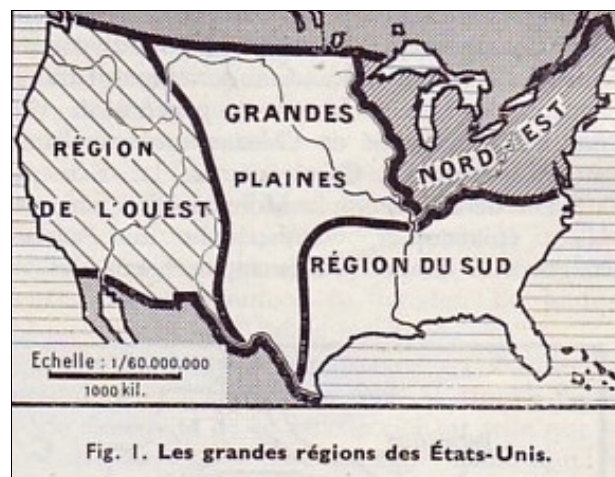 GRANDES
PLAINES
RÉGION
DE L'OUEST
NORD-EST
RÉGION DU SUD
Echelle : 1/60.000.000
1000 kil.
Fig. 1. Les grandes régions des États-Unis.